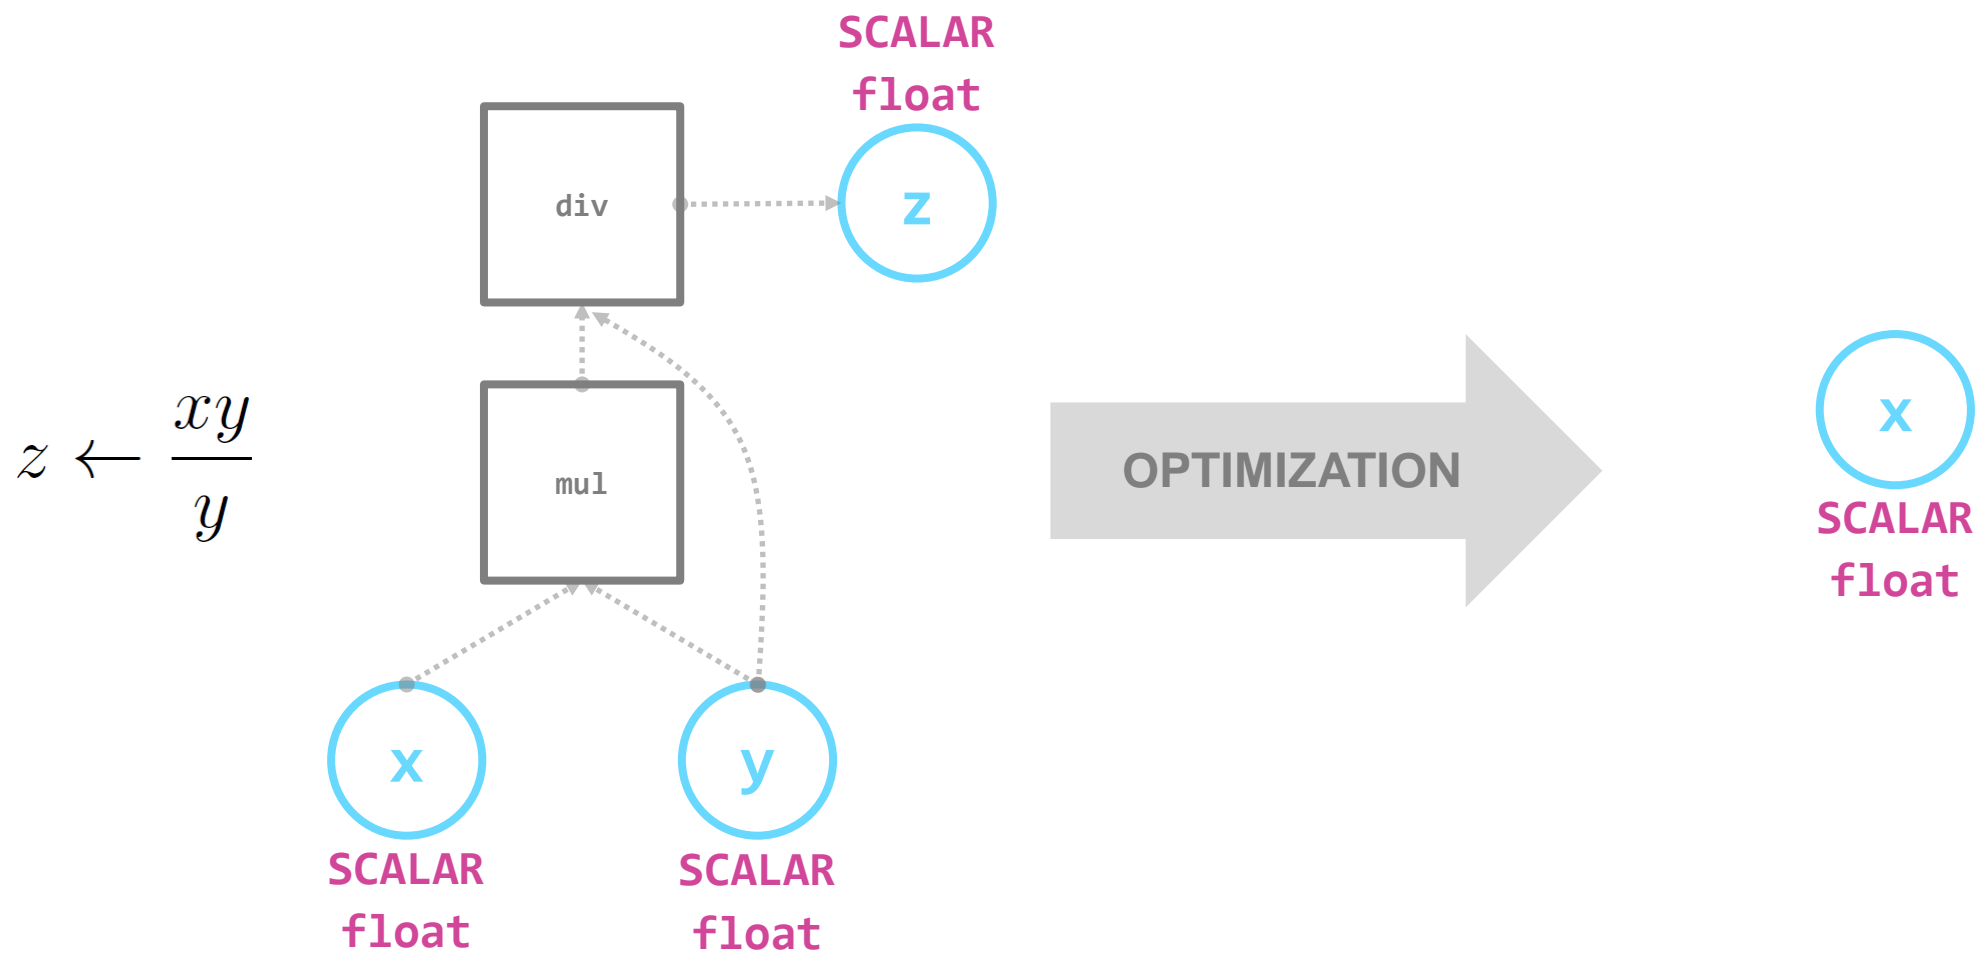 SCALAR
float
div
z
z ← xy / y
mul
OPTIMIZATION
x
SCALAR
float
x
y
SCALAR
float
SCALAR
float